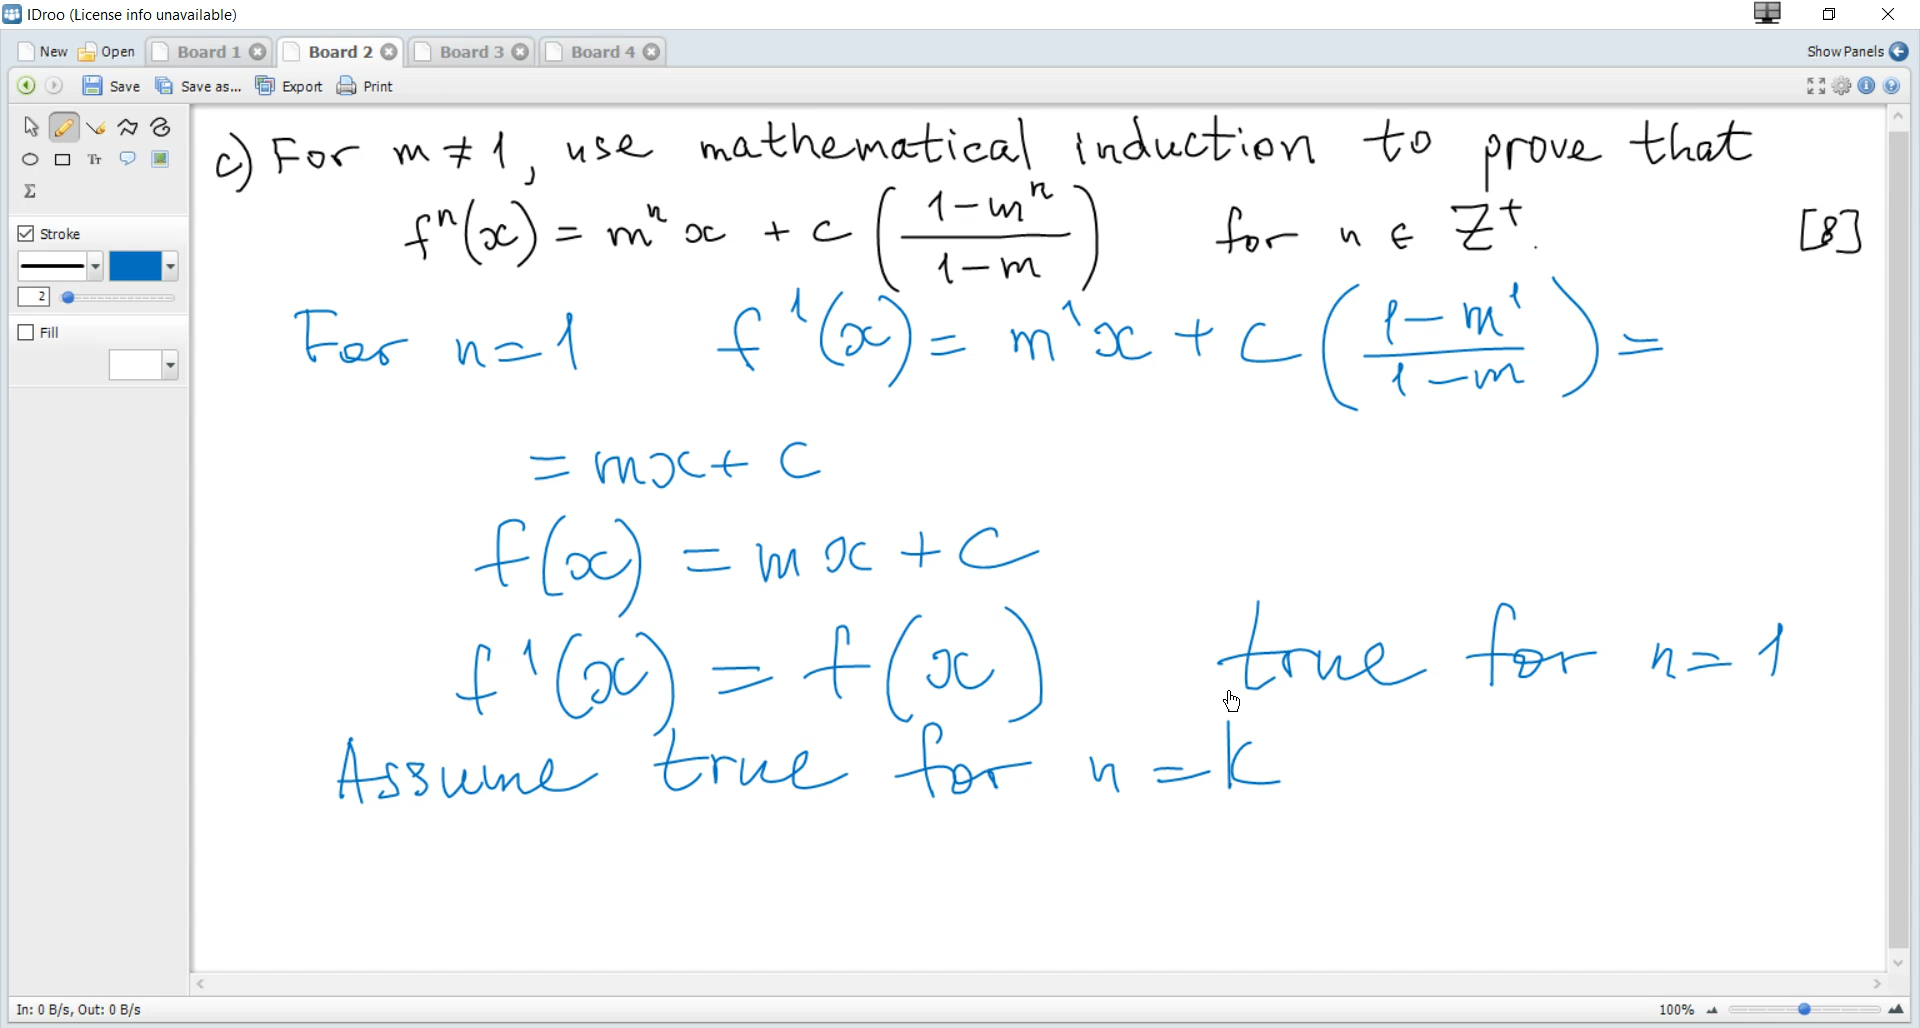 IDroo (License info unavailable)
New Open Board 1 Board 2 Board 3 Board 4 Show Panels
Save Save as... Export Print
Stroke
2
Fill
c) For m ≠ 1, use mathematical induction to prove that
fⁿ(x) = mⁿx + c ((1-mⁿ)/(1-m)) for n ∈ Z⁺. [8]
For n=1 f¹(x) = m¹x + c ((1-m¹)/(1-m)) =
= mx + c
f(x) = mx + c
f¹(x) = f(x) true for n=1
Assume true for n = k
In: 0 B/s, Out: 0 B/s 100%